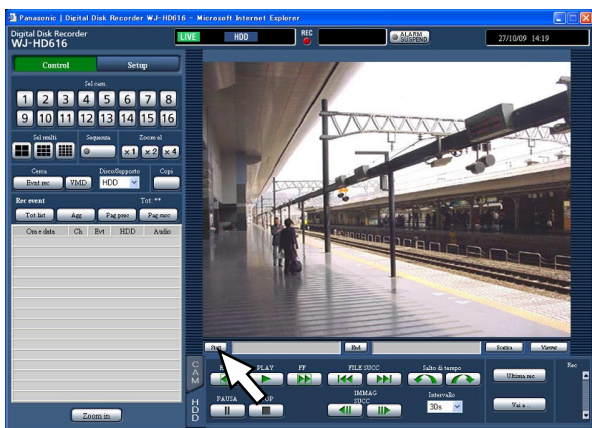 Panasonic | Digital Disk Recorder WJ-HD616 - Microsoft Internet Explorer
Digital Disk Recorder
WJ-HD616
LIVE HDD REC ALARM SUSPEND 27/10/09 14:19
Control Setup
Sel cam.
1 2 3 4 5 6 7 8
9 10 11 12 13 14 15 16
Sel multi Sequenza Zoom el
x1 x2 x4
Cerca Disco/Supporto Copi
Evnt rec VMD HDD
Rec event Tot: **
Tot list Agg Pag prec Pag succ
Ora e data Ch Evt HDD Audio
Zoom in
Start End Scarica Viewer
CAM
HDD
PLAY FF FILE SUCC Salto di tempo Rec
Ultima rec
PAUSA IMMAG SUCC Intervallo
30s Vai a ..